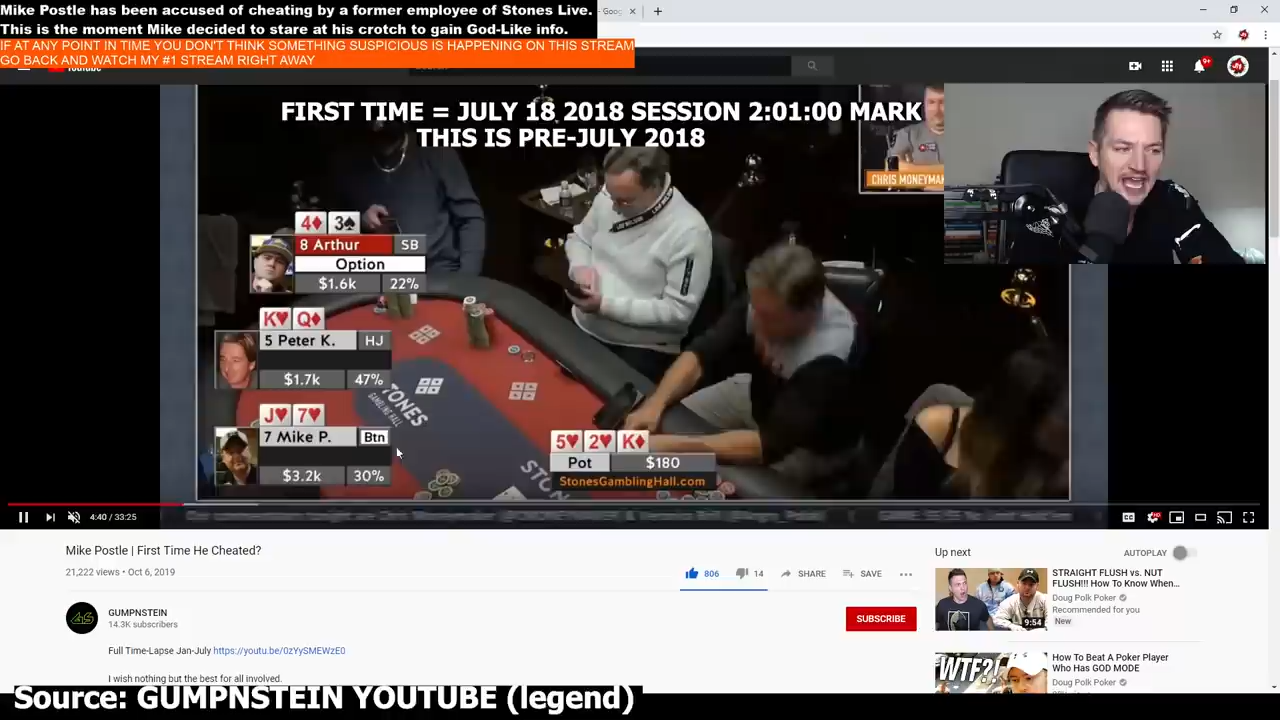 Mike Postle has been accused of cheating by a former employee of Stones Live.
This is the moment Mike decided to stare at his crotch to gain God-Like info.
IF AT ANY POINT IN TIME YOU DON'T THINK SOMETHING SUSPICIOUS IS HAPPENING ON THIS STREAM
GO BACK AND WATCH MY #1 STREAM RIGHT AWAY
9+
FIRST TIME = JULY 18 2018 SESSION 2:01:00 MARK
THIS IS PRE-JULY 2018
CHRIS MONEYMAK
4♦ 3♠
8 Arthur SB
Option
$1.6k 22%
K♥ Q♦
5 Peter K. HJ
$1.7k 47%
J♥ 7♥
7 Mike P. Btn
$3.2k 30%
STONES
GAMBLING HALL
5♥ 2♥ K♦
Pot $180
StonesGamblingHall.com
4:40 / 33:25
Mike Postle | First Time He Cheated?
21,222 views • Oct 6, 2019
806 14 SHARE SAVE
GUMPNSTEIN
14.3K subscribers
SUBSCRIBE
Full Time-Lapse Jan-July https://youtu.be/0zYySMEWzE0
I wish nothing but the best for all involved.
Up next AUTOPLAY
STRAIGHT FLUSH vs. NUT
FLUSH!!! How To Know When...
Doug Polk Poker
Recommended for you
New
9:54
How To Beat A Poker Player
Who Has GOD MODE
Doug Polk Poker
WTF?!
Source: GUMPNSTEIN YOUTUBE (legend)